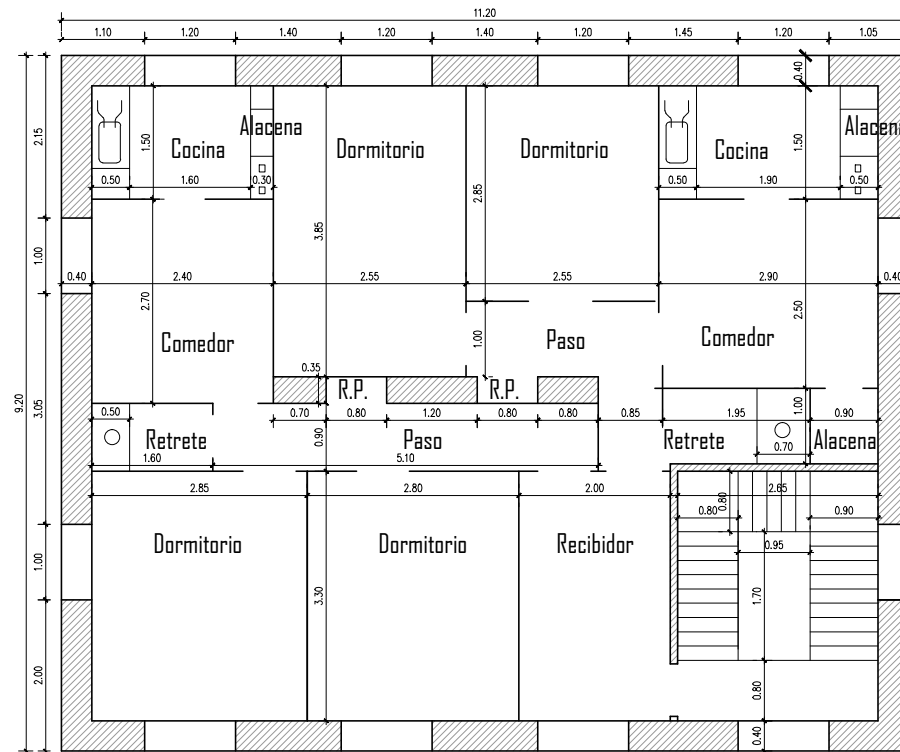 11.20
1.10 1.20 1.40 1.20 1.40 1.20 1.45 1.20 1.05
0.40
2.15
1.50
Alacena
Cocina
Dormitorio
Dormitorio
Cocina
Alacena
1.50
0.50 1.60 0.30
2.85
0.50 1.90 0.50
3.85
1.00
0.40 2.40 2.55 2.55 2.90 0.40
2.70
2.50
Comedor
1.00
Paso
Comedor
0.35
R.P.
R.P.
9.20
3.05
0.50
0.70 0.80 1.20 0.80 0.80 0.85 1.95 1.00 0.90
Retrete
0.90
Paso
Retrete
Alacena
1.60 5.10
0.70
2.85 2.80 2.00 0.80 2.65
0.80 0.90
Dormitorio
Dormitorio
Recibidor
0.95
1.00
3.30
1.70
2.00
0.80
0.40